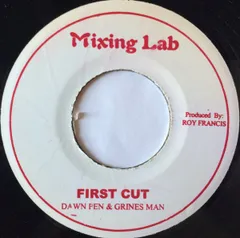 Mixing Lab
Produced By:
ROY FRANCIS
FIRST CUT
DAWN PEN & GRINES MAN